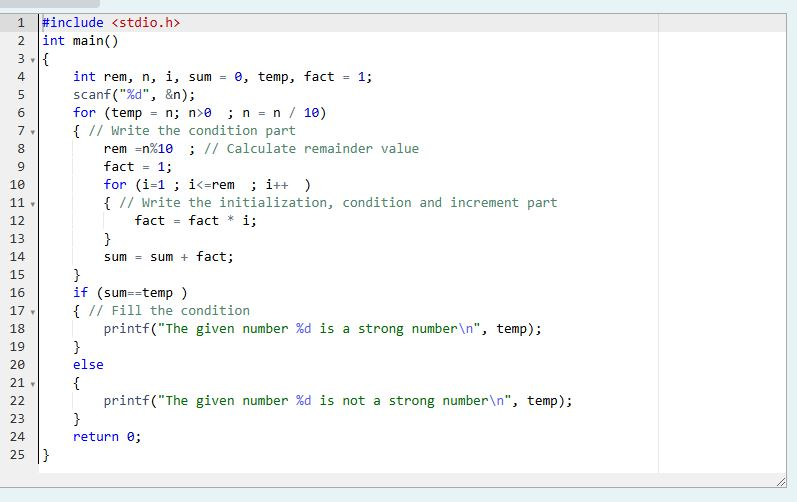 1 #include <stdio.h>
2 int main()
3 {
4 int rem, n, i, sum = 0, temp, fact = 1;
5 scanf("%d", &n);
6 for (temp = n; n>0  ; n = n / 10)
7 { // Write the condition part
8 rem =n%10  ; // Calculate remainder value
9 fact = 1;
10 for (i=1 ; i<=rem  ; i++  )
11 { // Write the initialization, condition and increment part
12 fact = fact * i;
13 }
14 sum = sum + fact;
15 }
16 if (sum==temp )
17 { // Fill the condition
18 printf("The given number %d is a strong number\n", temp);
19 }
20 else
21 {
22 printf("The given number %d is not a strong number\n", temp);
23 }
24 return 0;
25 }